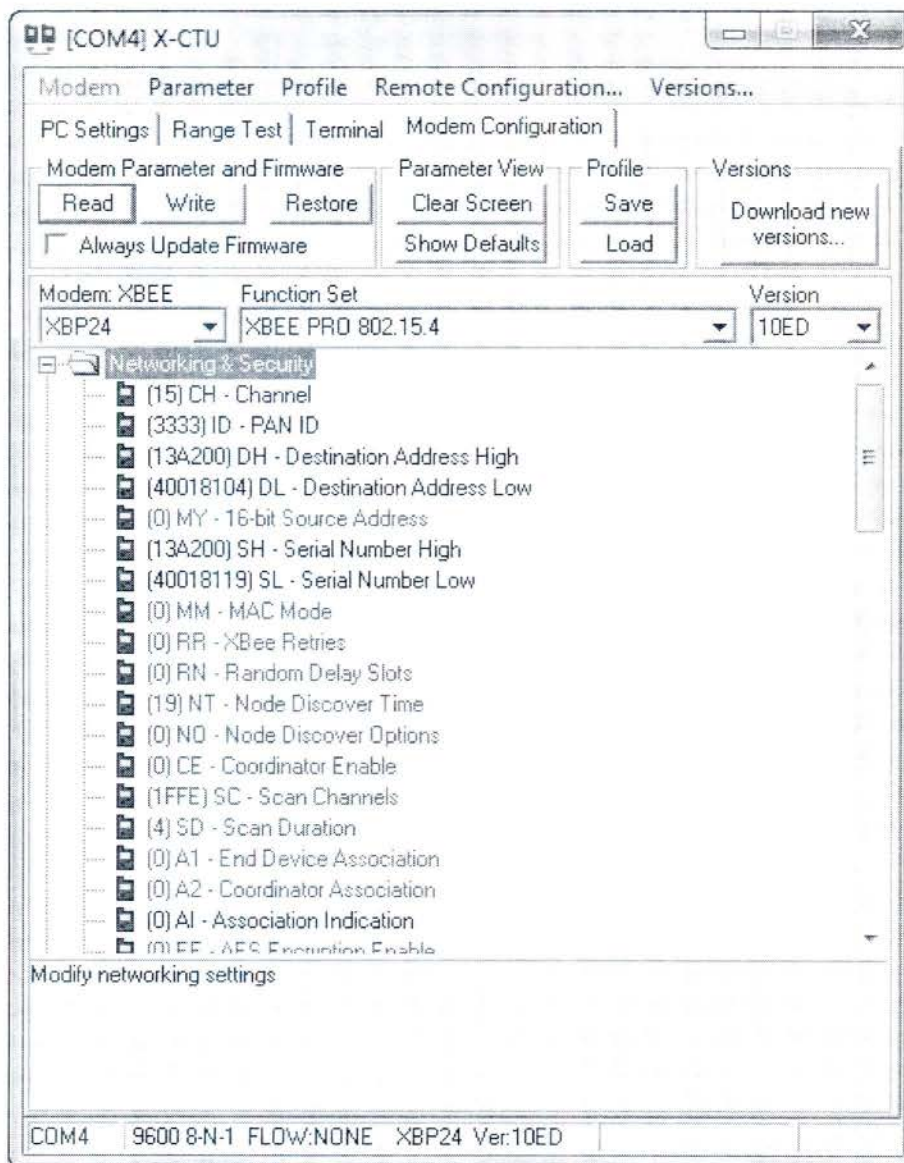 [COM4] X-CTU
Modem Parameter Profile Remote Configuration... Versions...
PC Settings Range Test Terminal Modem Configuration
Modem Parameter and Firmware Parameter View Profile Versions
Read Write Restore Clear Screen Save Download new versions...
Always Update Firmware Show Defaults Load
Modem: XBEE Function Set Version
XBP24 XBEE PRO 802.15.4 10ED
Networking & Security
(15) CH - Channel
(3333) ID - PAN ID
(13A200) DH - Destination Address High
(40018104) DL - Destination Address Low
(0) MY - 16-bit Source Address
(13A200) SH - Serial Number High
(40018119) SL - Serial Number Low
(0) MM - MAC Mode
(0) RR - XBee Retries
(0) RN - Random Delay Slots
(19) NT - Node Discover Time
(0) NO - Node Discover Options
(0) CE - Coordinator Enable
(1FFE) SC - Scan Channels
(4) SD - Scan Duration
(0) A1 - End Device Association
(0) A2 - Coordinator Association
(0) AI - Association Indication
(0) EE - AES Encryption Enable
Modify networking settings
COM4 9600 8-N-1 FLOW:NONE XBP24 Ver:10ED